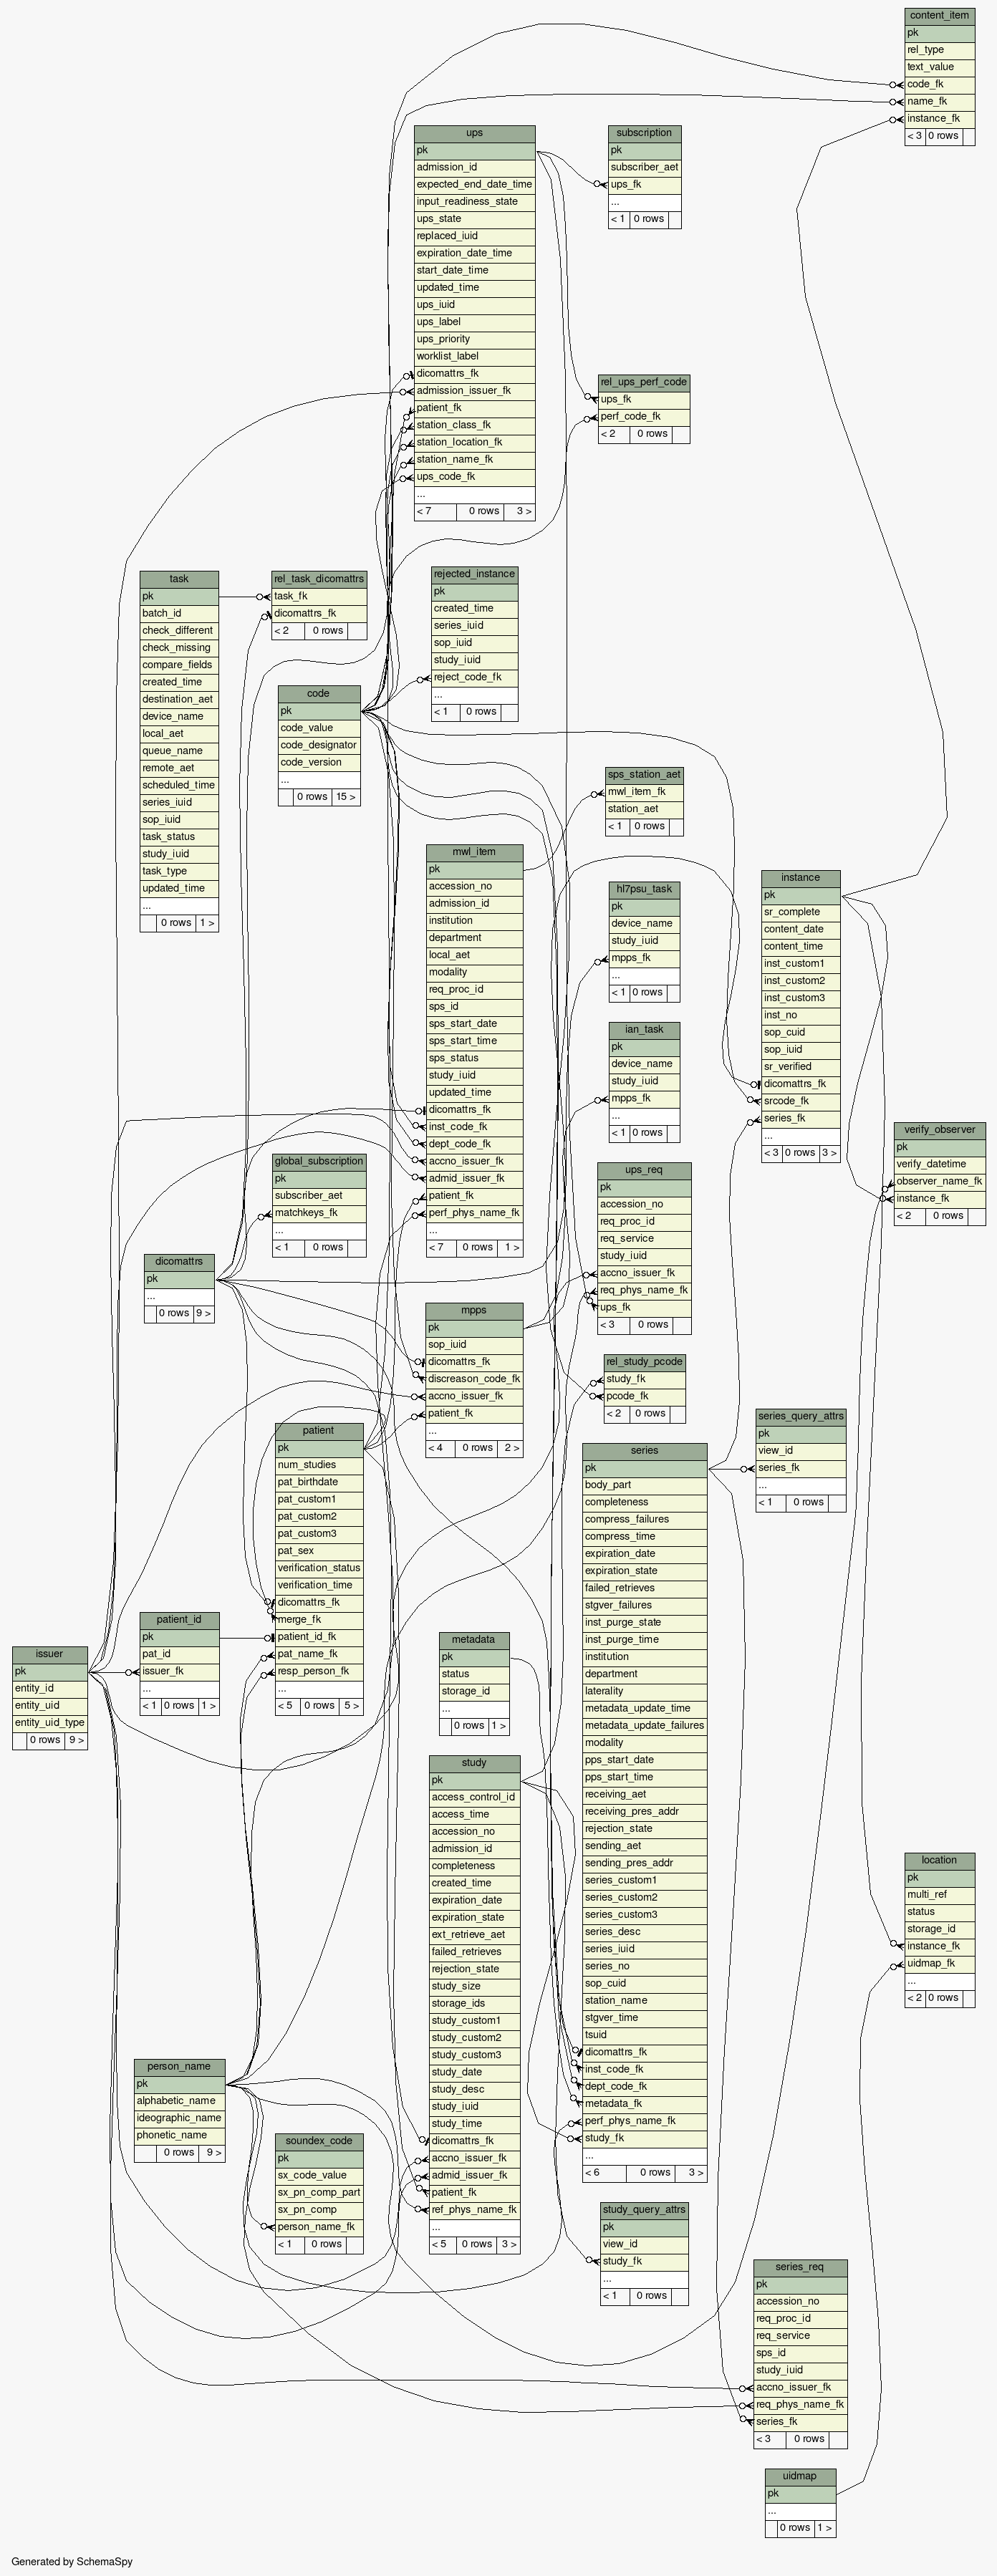 content_item
pk
rel_type
text_value
code_fk
name_fk
instance_fk
< 3 0 rows
ups
pk
admission_id
expected_end_date_time
input_readiness_state
ups_state
replaced_iuid
expiration_date_time
start_date_time
updated_time
ups_iuid
ups_label
ups_priority
worklist_label
dicomattrs_fk
admission_issuer_fk
patient_fk
station_class_fk
station_location_fk
station_name_fk
ups_code_fk
...
< 7 0 rows 3 >
subscription
pk
subscriber_aet
ups_fk
...
< 1 0 rows
rel_ups_perf_code
ups_fk
perf_code_fk
< 2 0 rows
task
pk
batch_id
check_different
check_missing
compare_fields
created_time
destination_aet
device_name
local_aet
queue_name
remote_aet
scheduled_time
series_iuid
sop_iuid
task_status
study_iuid
task_type
updated_time
...
0 rows 1 >
rel_task_dicomattrs
task_fk
dicomattrs_fk
< 2 0 rows
rejected_instance
pk
created_time
series_iuid
sop_iuid
study_iuid
reject_code_fk
...
< 1 0 rows
code
pk
code_value
code_designator
code_version
...
0 rows 15 >
sps_station_aet
mwl_item_fk
station_aet
< 1 0 rows
mwl_item
pk
accession_no
admission_id
institution
department
local_aet
modality
req_proc_id
sps_id
sps_start_date
sps_start_time
sps_status
study_iuid
updated_time
dicomattrs_fk
inst_code_fk
dept_code_fk
accno_issuer_fk
admid_issuer_fk
patient_fk
perf_phys_name_fk
...
< 7 0 rows 1 >
hl7psu_task
pk
device_name
study_iuid
mpps_fk
...
< 1 0 rows
instance
pk
sr_complete
content_date
content_time
inst_custom1
inst_custom2
inst_custom3
inst_no
sop_cuid
sop_iuid
sr_verified
dicomattrs_fk
srcode_fk
series_fk
...
< 3 0 rows 3 >
ian_task
pk
device_name
study_iuid
mpps_fk
...
< 1 0 rows
verify_observer
pk
verify_datetime
observer_name_fk
instance_fk
< 2 0 rows
global_subscription
pk
subscriber_aet
matchkeys_fk
...
< 1 0 rows
ups_req
pk
accession_no
req_proc_id
req_service
study_iuid
accno_issuer_fk
req_phys_name_fk
ups_fk
< 3 0 rows
dicomattrs
pk
...
0 rows 9 >
mpps
pk
sop_iuid
dicomattrs_fk
discreason_code_fk
accno_issuer_fk
patient_fk
...
< 4 0 rows 2 >
rel_study_pcode
study_fk
pcode_fk
< 2 0 rows
series_query_attrs
pk
view_id
series_fk
...
< 1 0 rows
patient
pk
num_studies
pat_birthdate
pat_custom1
pat_custom2
pat_custom3
pat_sex
verification_status
verification_time
dicomattrs_fk
merge_fk
patient_id_fk
pat_name_fk
resp_person_fk
...
< 5 0 rows 5 >
series
pk
body_part
completeness
compress_failures
compress_time
expiration_date
expiration_state
failed_retrieves
stgver_failures
inst_purge_state
inst_purge_time
institution
department
laterality
metadata_update_time
metadata_update_failures
modality
pps_start_date
pps_start_time
receiving_aet
receiving_pres_addr
rejection_state
sending_aet
sending_pres_addr
series_custom1
series_custom2
series_custom3
series_desc
series_iuid
series_no
sop_cuid
station_name
stgver_time
tsuid
dicomattrs_fk
inst_code_fk
dept_code_fk
metadata_fk
perf_phys_name_fk
study_fk
...
< 6 0 rows 3 >
patient_id
pk
pat_id
issuer_fk
...
< 1 0 rows 1 >
issuer
pk
entity_id
entity_uid
entity_uid_type
0 rows 9 >
metadata
pk
status
storage_id
...
0 rows 1 >
study
pk
access_control_id
access_time
accession_no
admission_id
completeness
created_time
expiration_date
expiration_state
ext_retrieve_aet
failed_retrieves
rejection_state
study_size
storage_ids
study_custom1
study_custom2
study_custom3
study_date
study_desc
study_iuid
study_time
dicomattrs_fk
accno_issuer_fk
admid_issuer_fk
patient_fk
ref_phys_name_fk
...
< 5 0 rows 3 >
location
pk
multi_ref
status
storage_id
instance_fk
uidmap_fk
...
< 2 0 rows
person_name
pk
alphabetic_name
ideographic_name
phonetic_name
0 rows 9 >
soundex_code
pk
sx_code_value
sx_pn_comp_part
sx_pn_comp
person_name_fk
< 1 0 rows
study_query_attrs
pk
view_id
study_fk
...
< 1 0 rows
series_req
pk
accession_no
req_proc_id
req_service
sps_id
study_iuid
accno_issuer_fk
req_phys_name_fk
series_fk
< 3 0 rows
uidmap
pk
...
0 rows 1 >
Generated by SchemaSpy